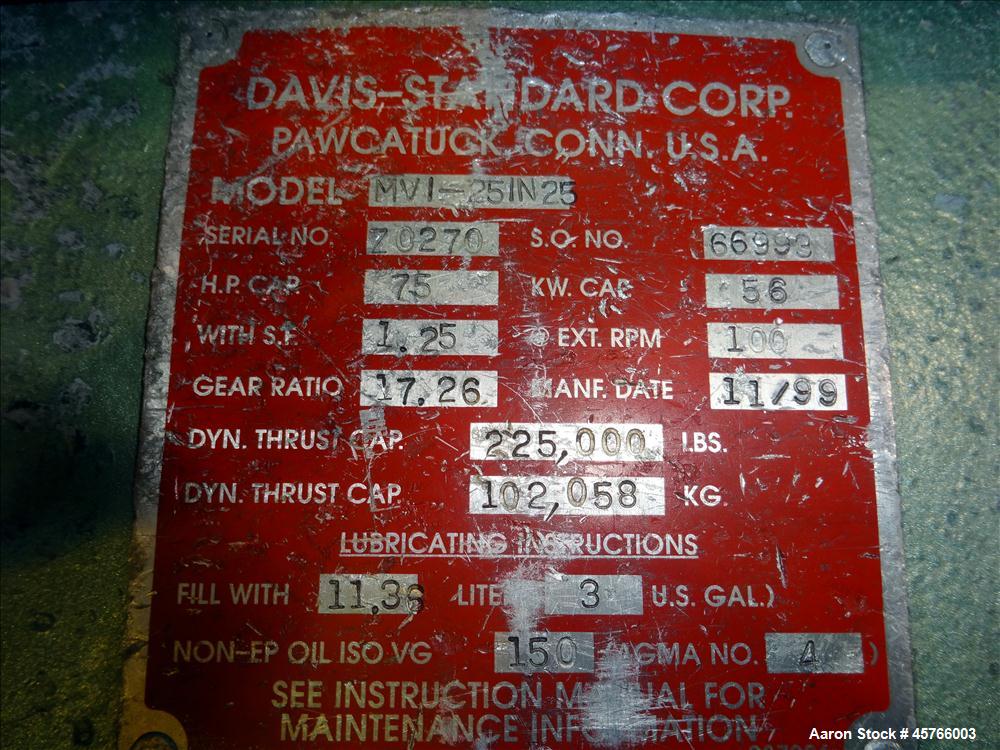 DAVIS-STANDARD CORP.
PAWCATUCK, CONN. U.S.A.
MODEL MVI-25IN25
SERIAL NO. Z0270 S.O. NO. 66993
H.P. CAP. 75 KW. CAP. 56
WITH S.F. 1.25 @ EXT. RPM 100
GEAR RATIO 17.26 MANF. DATE 11/99
DYN. THRUST CAP. 225,000 LBS.
DYN. THRUST CAP. 102,058 KG.
LUBRICATING INSTRUCTIONS
FILL WITH 11,36 LITE 3 U.S. GAL.)
NON-EP OIL ISO VG 150 AGMA NO. 4 )
SEE INSTRUCTION MANUAL FOR
MAINTENANCE INFORMATION
Aaron Stock # 45766003